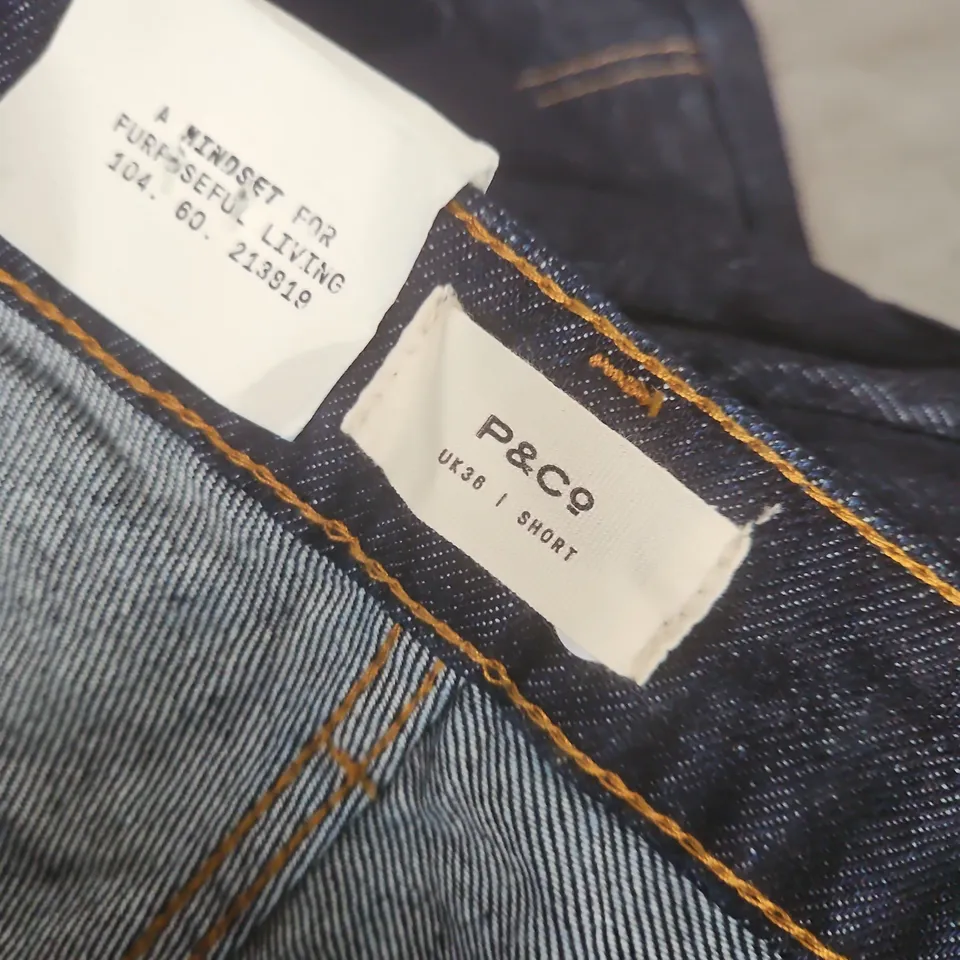 A MINDSET FOR
PURPOSEFUL LIVING
104. 60. 213919
P&Co
UK36 | SHORT